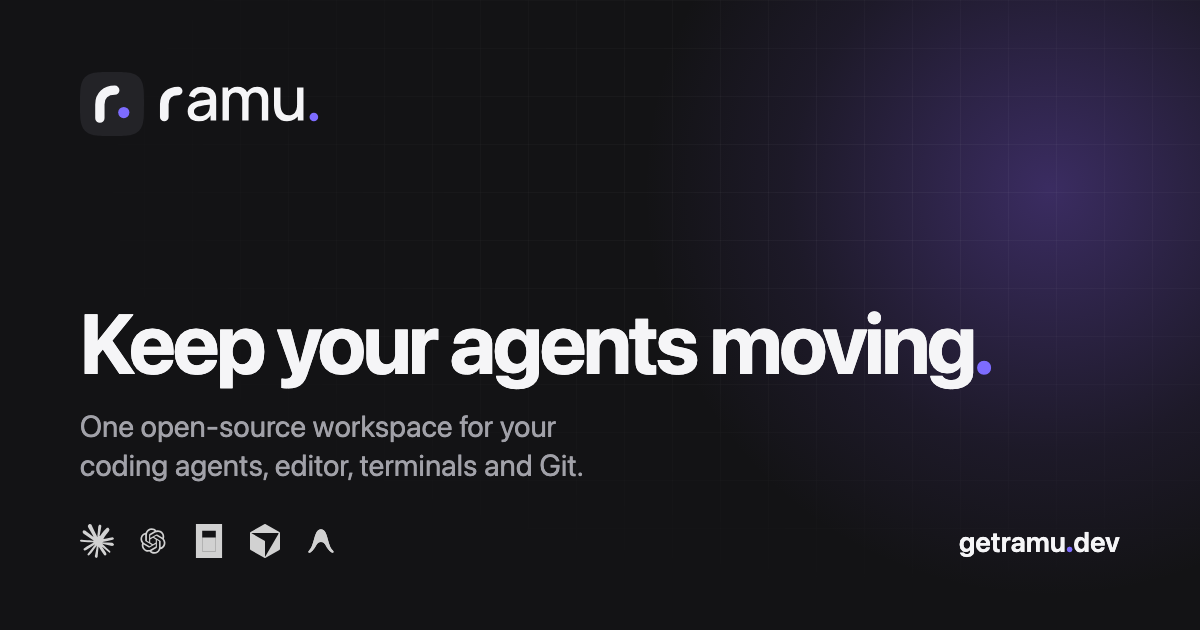 ramu.
Keep your agents moving.
One open-source workspace for your
coding agents, editor, terminals and Git.
getramu.dev